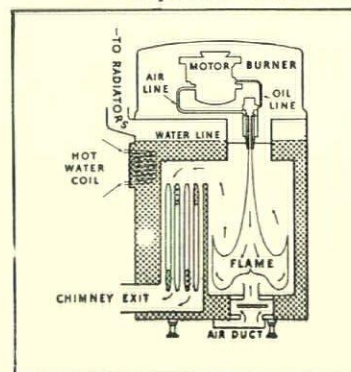 -TO RADIATORS
MOTOR
BURNER
AIR
LINE
OIL
LINE
WATER LINE
HOT
WATER
COIL
FLAME
CHIMNEY EXIT
AIR DUCT